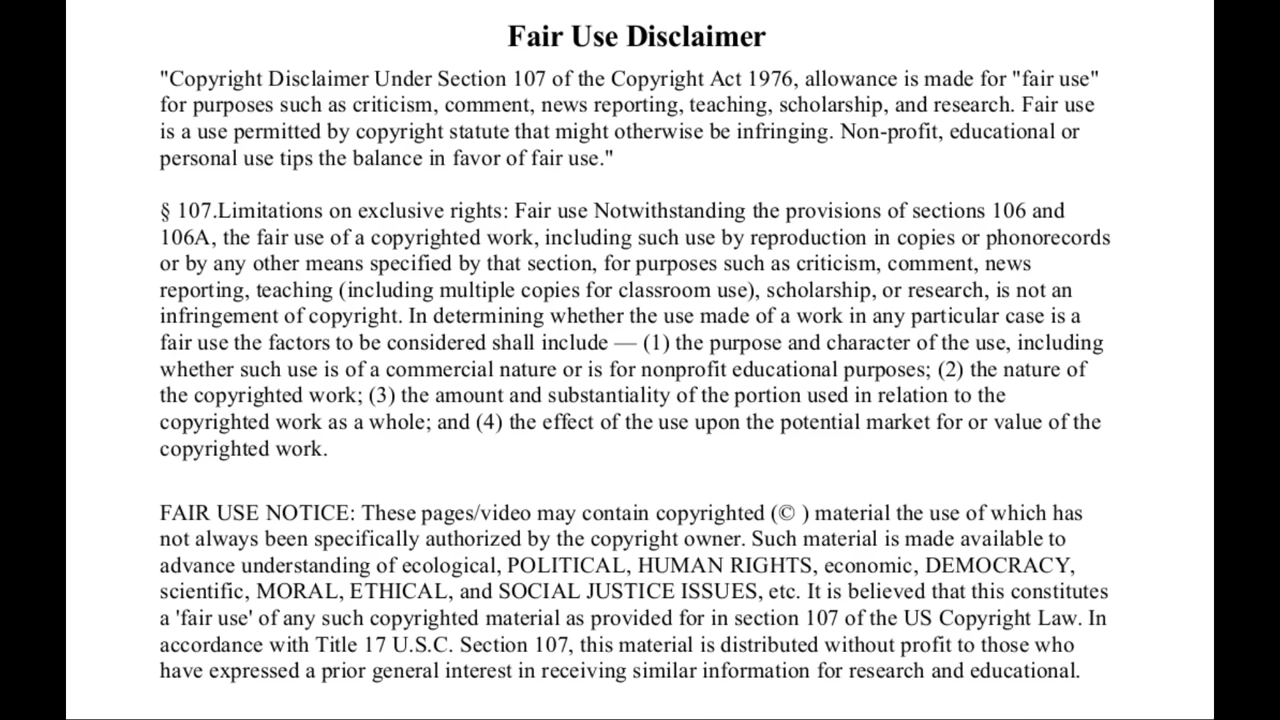 Fair Use Disclaimer
"Copyright Disclaimer Under Section 107 of the Copyright Act 1976, allowance is made for "fair use"
for purposes such as criticism, comment, news reporting, teaching, scholarship, and research. Fair use
is a use permitted by copyright statute that might otherwise be infringing. Non-profit, educational or
personal use tips the balance in favor of fair use."
§ 107.Limitations on exclusive rights: Fair use Notwithstanding the provisions of sections 106 and
106A, the fair use of a copyrighted work, including such use by reproduction in copies or phonorecords
or by any other means specified by that section, for purposes such as criticism, comment, news
reporting, teaching (including multiple copies for classroom use), scholarship, or research, is not an
infringement of copyright. In determining whether the use made of a work in any particular case is a
fair use the factors to be considered shall include — (1) the purpose and character of the use, including
whether such use is of a commercial nature or is for nonprofit educational purposes; (2) the nature of
the copyrighted work; (3) the amount and substantiality of the portion used in relation to the
copyrighted work as a whole; and (4) the effect of the use upon the potential market for or value of the
copyrighted work.
FAIR USE NOTICE: These pages/video may contain copyrighted (© ) material the use of which has
not always been specifically authorized by the copyright owner. Such material is made available to
advance understanding of ecological, POLITICAL, HUMAN RIGHTS, economic, DEMOCRACY,
scientific, MORAL, ETHICAL, and SOCIAL JUSTICE ISSUES, etc. It is believed that this constitutes
a 'fair use' of any such copyrighted material as provided for in section 107 of the US Copyright Law. In
accordance with Title 17 U.S.C. Section 107, this material is distributed without profit to those who
have expressed a prior general interest in receiving similar information for research and educational.